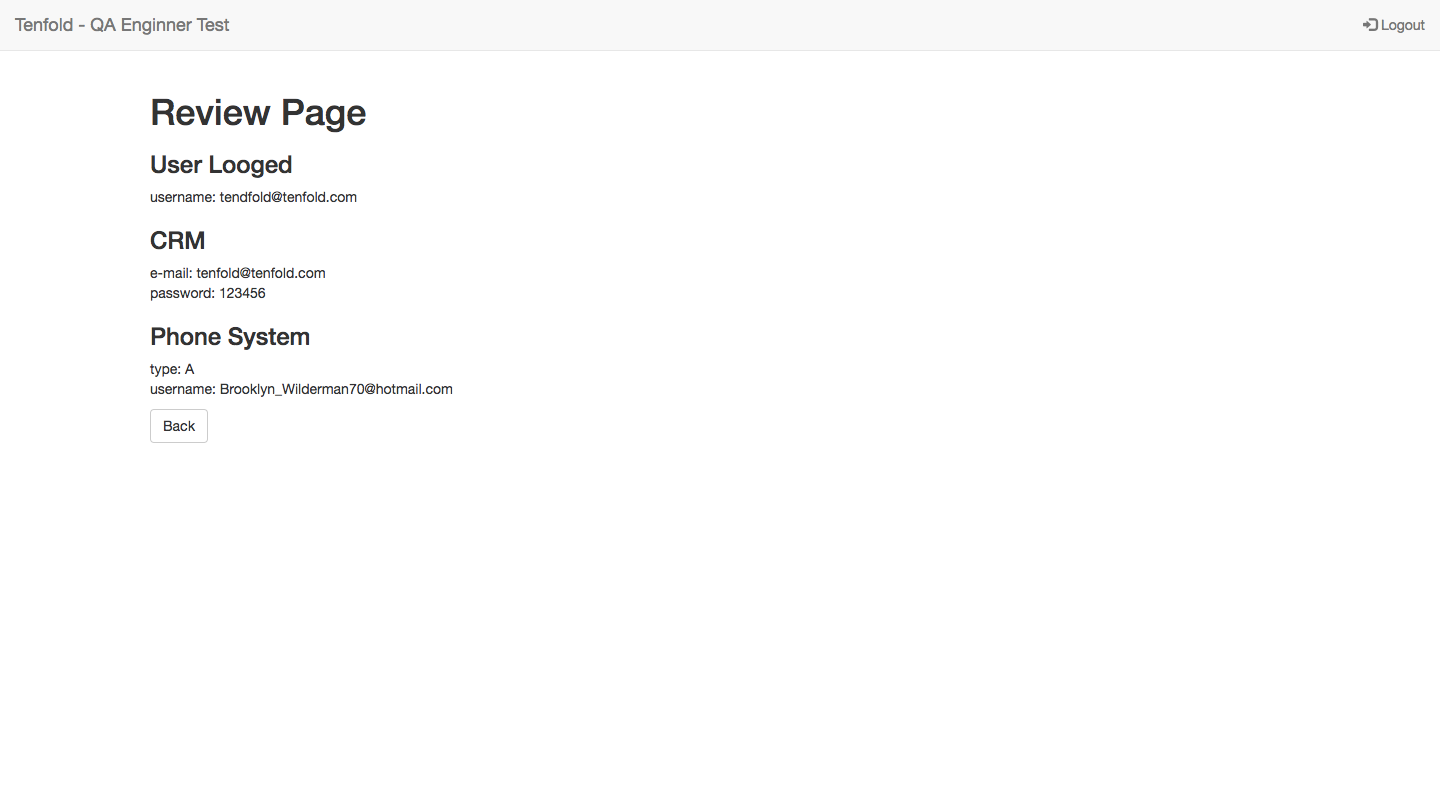 Tenfold - QA Enginner Test
Logout
Review Page
User Looged
username: tendfold@tenfold.com
CRM
e-mail: tenfold@tenfold.com
password: 123456
Phone System
type: A
username: Brooklyn_Wilderman70@hotmail.com
Back